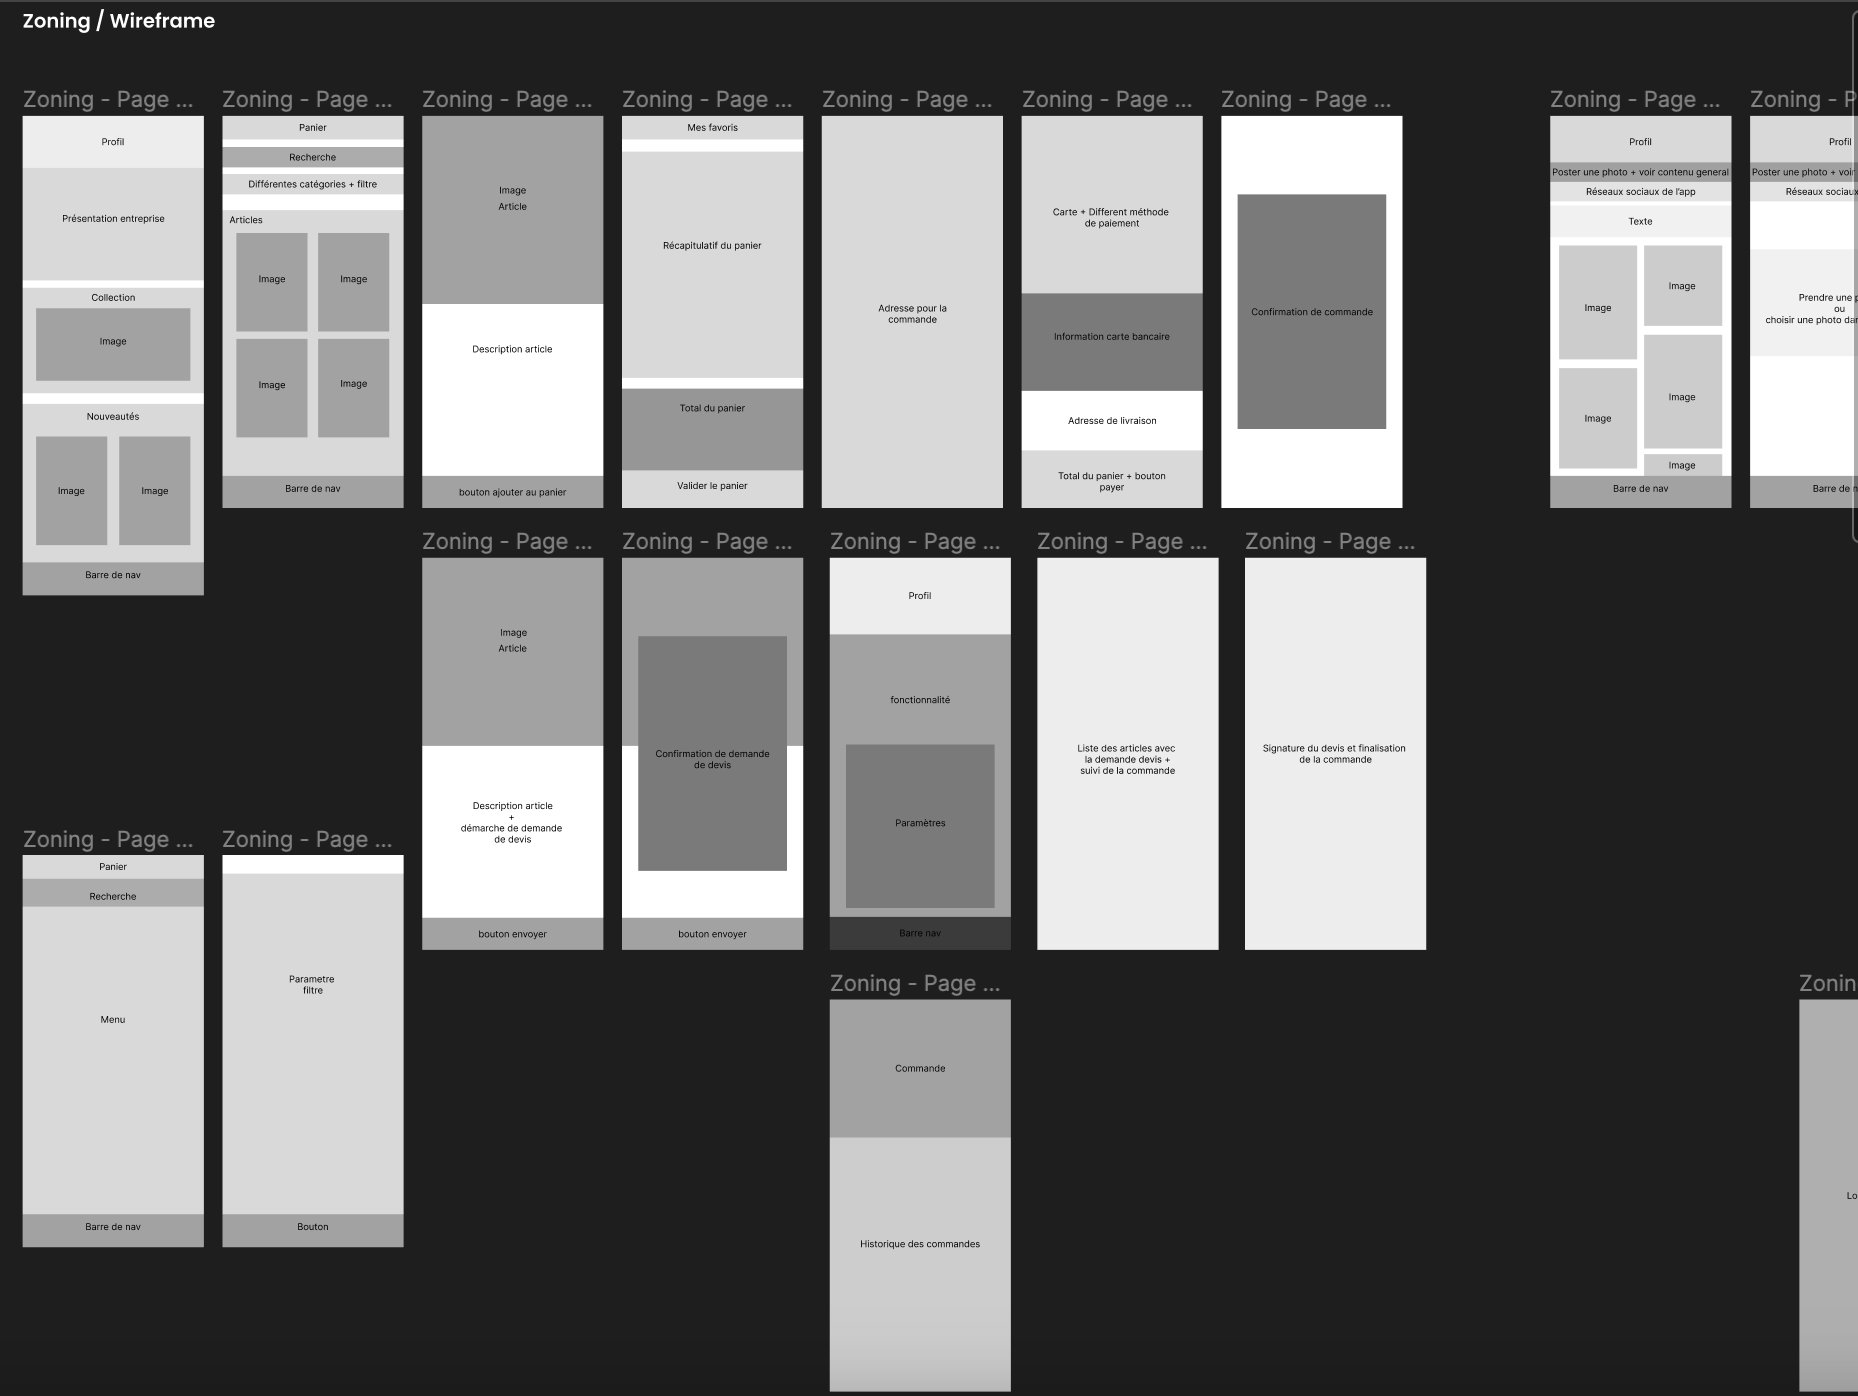 Zoning / Wireframe
Zoning - Page ...
Profil
Présentation entreprise
Collection
Image
Nouveautés
Image
Image
Barre de nav
Zoning - Page ...
Panier
Recherche
Différentes catégories + filtre
Articles
Image
Image
Image
Image
Barre de nav
Zoning - Page ...
Image
Article
Description article
bouton ajouter au panier
Zoning - Page ...
Mes favoris
Récapitulatif du panier
Total du panier
Valider le panier
Zoning - Page ...
Adresse pour la
commande
Zoning - Page ...
Carte + Different méthode
de paiement
Information carte bancaire
Adresse de livraison
Total du panier + bouton
payer
Zoning - Page ...
Confirmation de commande
Zoning - Page ...
Profil
Poster une photo + voir contenu general
Réseaux sociaux de l'app
Texte
Image
Image
Image
Image
Image
Barre de nav
Zoning - P
Profil
Poster une photo + voir
Réseaux sociaux
Prendre une p
ou
choisir une photo dan
Barre de n
Zoning - Page ...
Image
Article
Description article
+
démarche de demande
de devis
bouton envoyer
Zoning - Page ...
Confirmation de demande
de devis
bouton envoyer
Zoning - Page ...
Profil
fonctionnalité
Paramètres
Barre nav
Zoning - Page ...
Liste des articles avec
la demande devis +
suivi de la commande
Zoning - Page ...
Signature du devis et finalisation
de la commande
Zoning - Page ...
Panier
Recherche
Menu
Barre de nav
Zoning - Page ...
Parametre
filtre
Bouton
Zoning - Page ...
Commande
Historique des commandes
Zonin
Lo